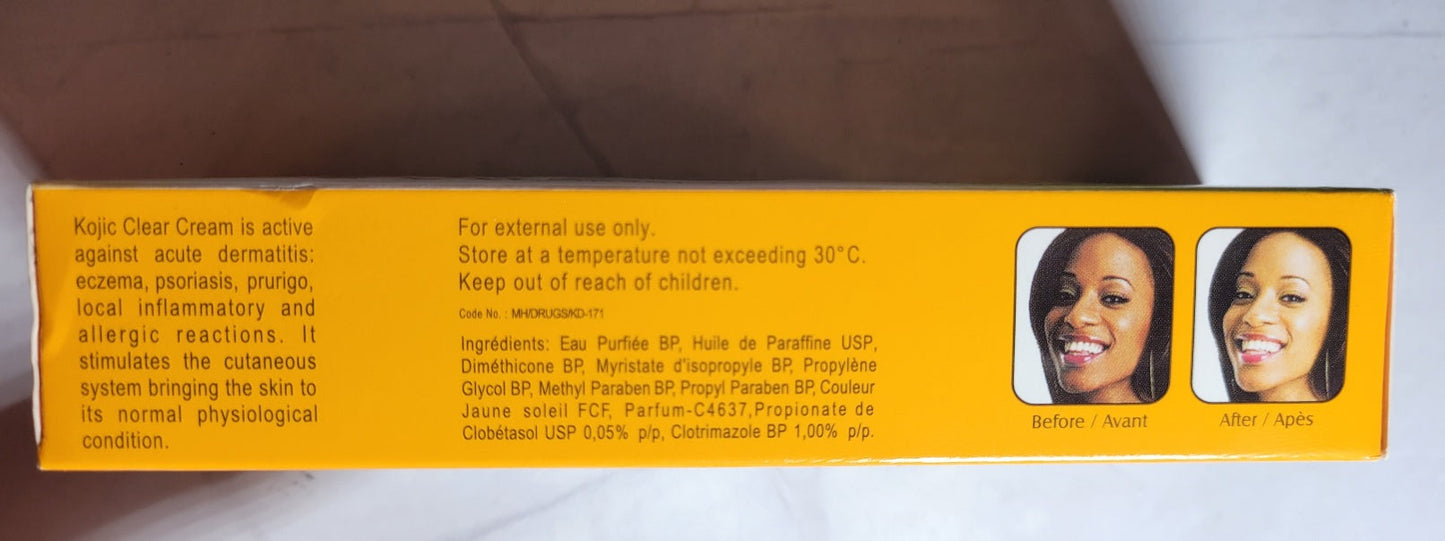 Kojic Clear Cream is active
against acute dermatitis:
eczema, psoriasis, prurigo,
local inflammatory and
allergic reactions. It
stimulates the cutaneous
system bringing the skin to
its normal physiological
condition.
For external use only.
Store at a temperature not exceeding 30°C.
Keep out of reach of children.
Code No. : MH/DRUGS/KD-171
Ingrédients: Eau Purfiée BP, Huile de Paraffine USP,
Diméthicone BP, Myristate d'isopropyle BP, Propylène
Glycol BP, Methyl Paraben BP, Propyl Paraben BP, Couleur
Jaune soleil FCF, Parfum-C4637,Propionate de
Clobétasol USP 0,05% p/p, Clotrimazole BP 1,00% p/p.
Before / Avant
After / Apès